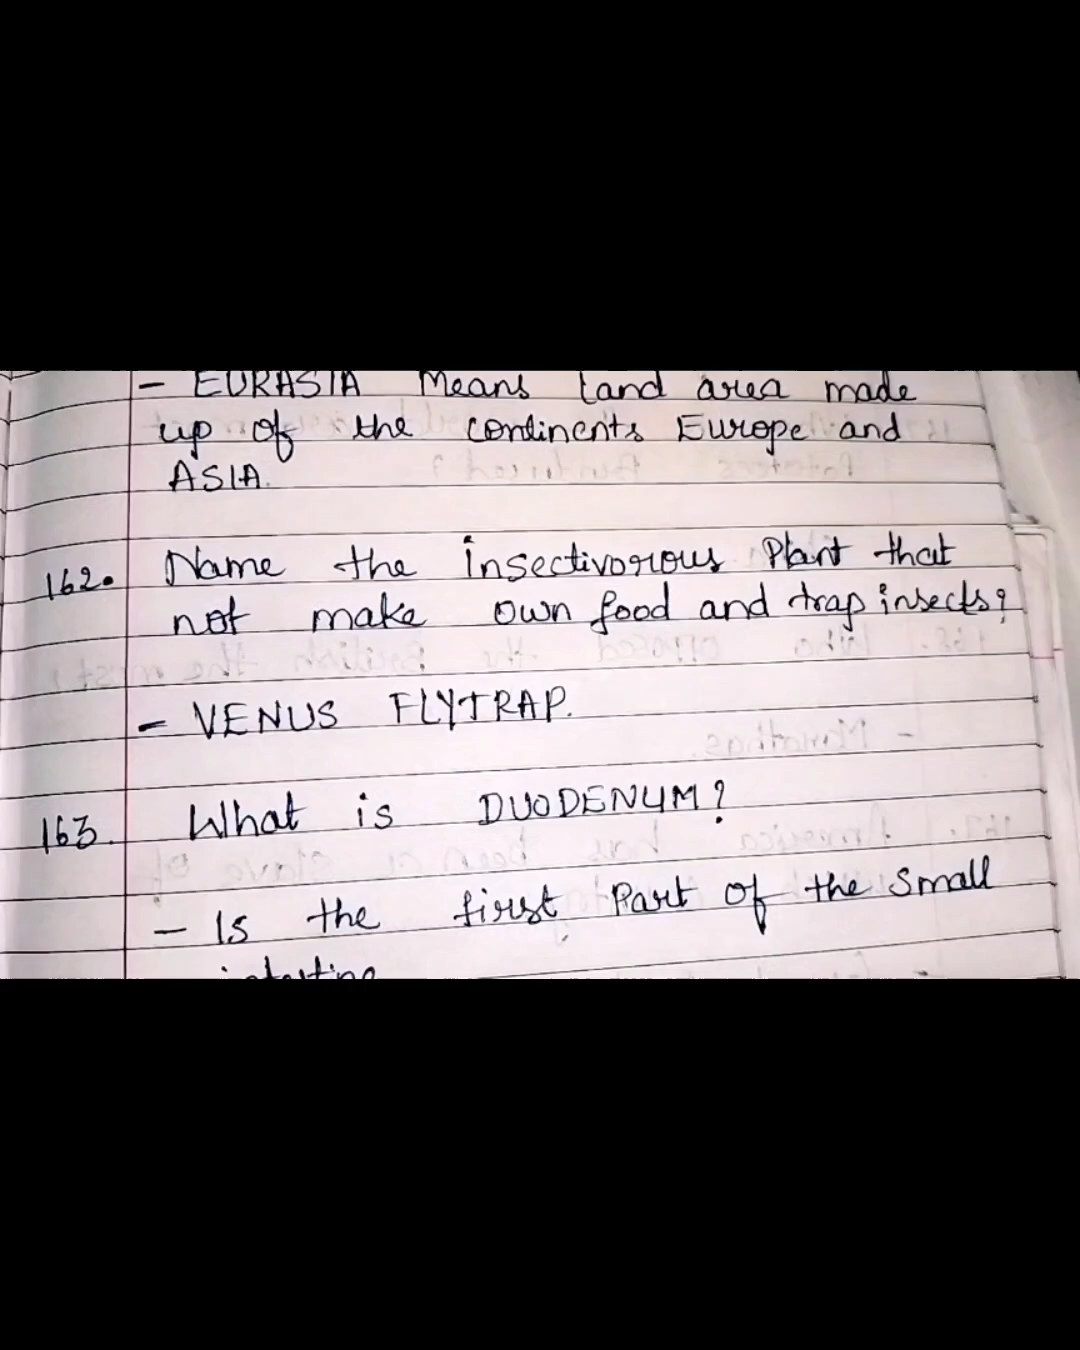 - EURASIA Means land area made
up of the continents Europe and
ASIA.
162. Name the insectivorous Plant that
not make own food and trap insects?
- VENUS FLYTRAP.
163. What is DUODENUM?
- Is the first Part of the Small
intestine